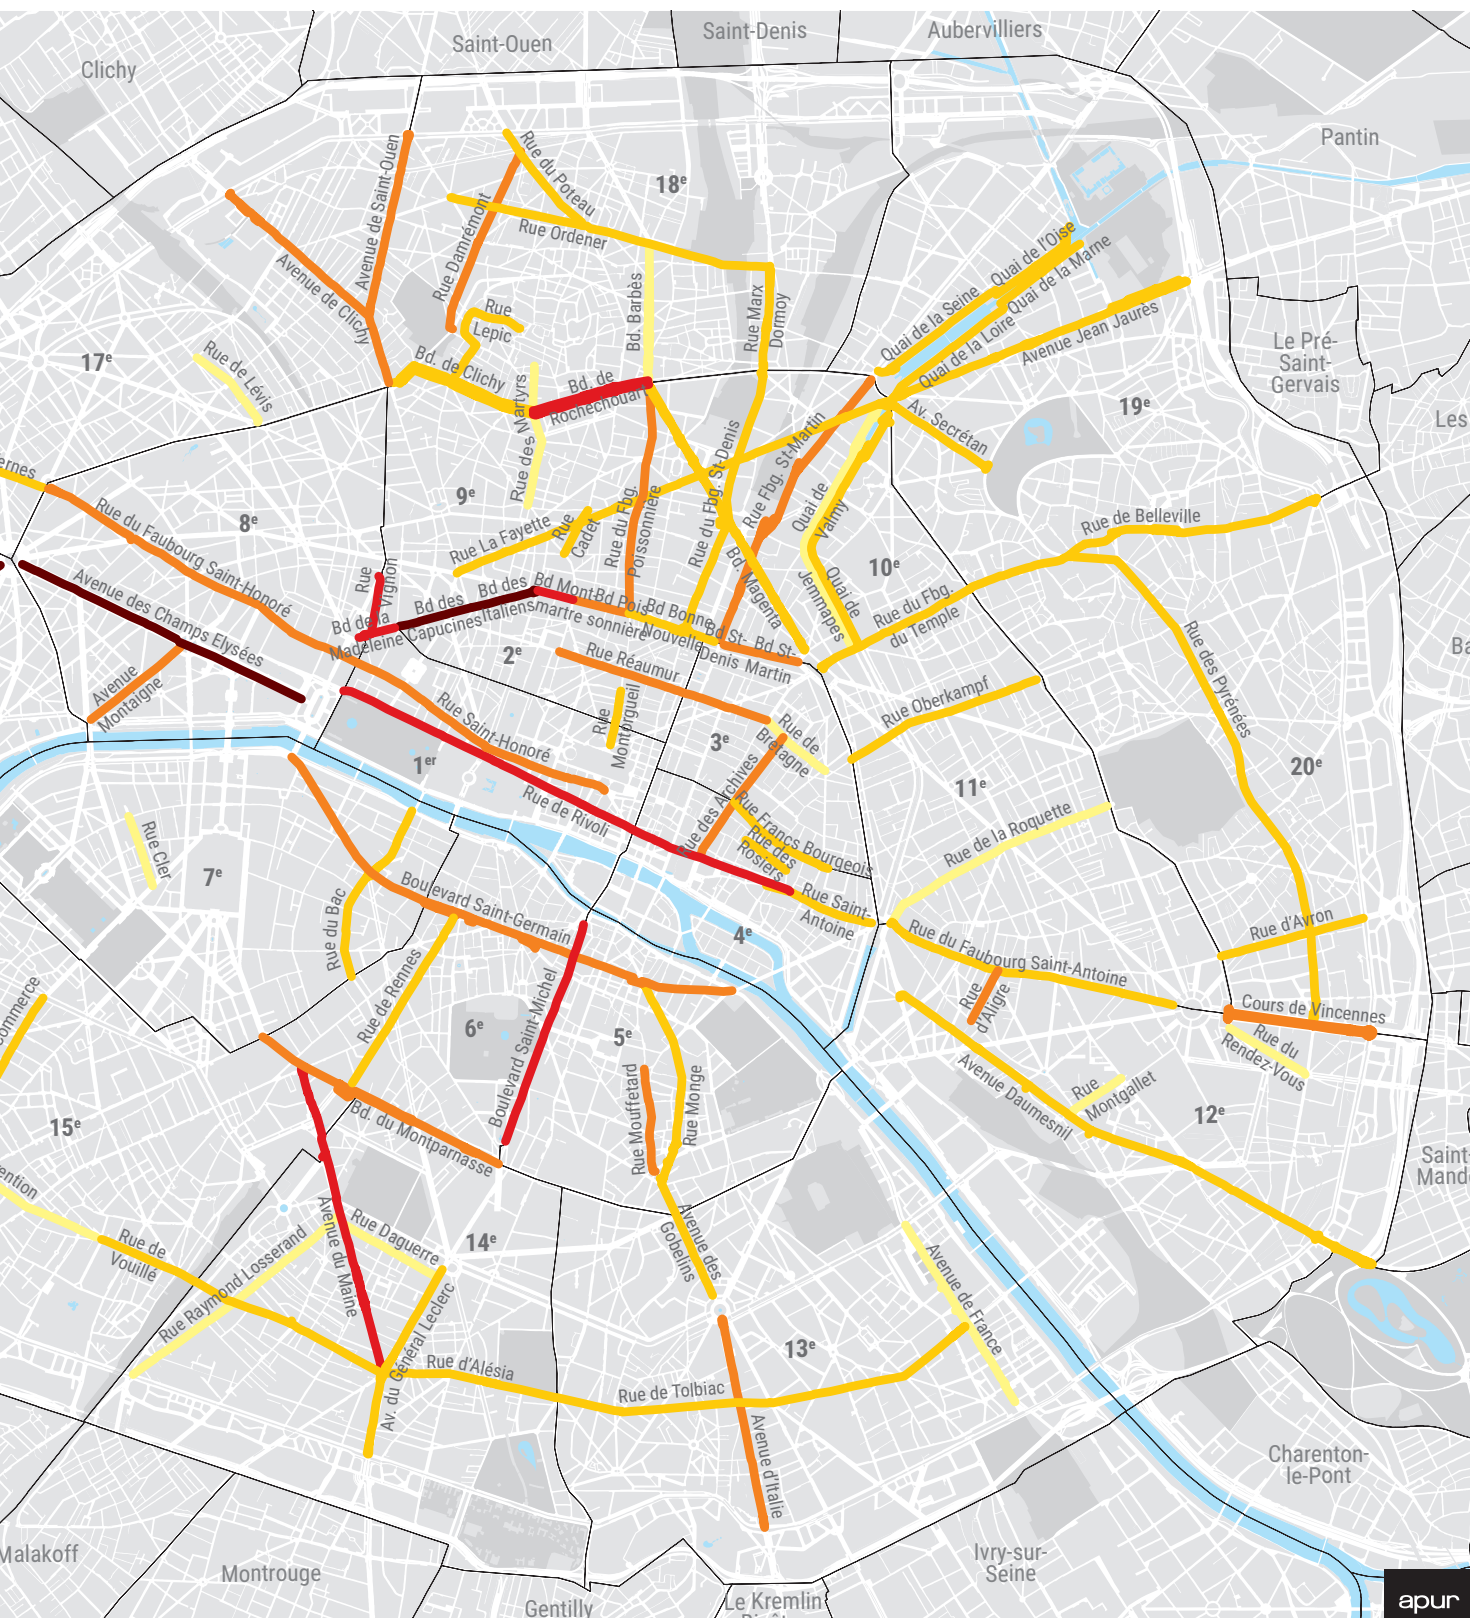 Saint-Ouen
Saint-Denis
Aubervilliers
Clichy
Pantin
18e
Avenue de Saint-Ouen
Rue du Poteau
Rue Damrémont
Rue Ordener
Avenue de Clichy
Quai de l'Oise
Quai de la Marne
Quai de la Seine
Quai de la Loire
Avenue Jean Jaurès
Rue
Lepic
Bd. Barbès
Rue Marx
Dormoy
Le Pré-
Saint-
Gervais
17e
Rue de Lévis
Bd. de Clichy
Bd. de
Rochechouart
Rue des Martyrs
19e
Av. Secrétan
Les
ernes
9e
8e
Rue du Faubourg Saint-Honoré
Rue La Fayette
Rue
Cadet
Rue du Fbg.
Poissonnière
Rue du Fbg. St-Denis
Rue Fbg. St-Martin
Quai de
Valmy
Quai de
Jemmapes
Bd. Magenta
10e
Rue de Belleville
Rue du Fbg.
du Temple
Rue des Pyrénées
Rue
Vignon
Avenue des Champs Elysées
Bd de la
Madeleine
Bd des
Capucines
Bd des
Italiens
Bd Mont-
martre
Bd Pois-
sonnière
Bd Bonne
Nouvelle
Bd St-
Denis
Bd St-
Martin
Avenue
Montaigne
2e
Rue Réaumur
Rue
Montorgueil
Rue Saint-Honoré
Rue Oberkampf
3e
Rue de
Bretagne
1er
11e
20e
Rue de Rivoli
Rue des Archives
Rue Francs Bourgeois
Rue des
Rosiers
Rue de la Roquette
Rue Cler
7e
Boulevard Saint-Germain
Rue du Bac
Rue Saint-
Antoine
4e
Rue du Faubourg Saint-Antoine
Rue d'Avron
Rue de Rennes
Boulevard Saint-Michel
6e
5e
Rue
d'Aligre
Cours de Vincennes
Rue du
Rendez-Vous
ommerce
Rue Mouffetard
Rue Monge
Avenue Daumesnil
Rue
Montgallet
12e
15e
Bd. du Montparnasse
Saint-
Mandé
ention
Rue de
Vouillé
Rue Raymond Losserand
Avenue du Maine
Rue Daguerre
14e
Avenue des
Gobelins
Avenue de France
Av. du Général Leclerc
Rue d'Alésia
Rue de Tolbiac
13e
Avenue d'Italie
Charenton-
le-Pont
Malakoff
Montrouge
Gentilly
Le Kremlin
Ivry-sur-
Seine
apur